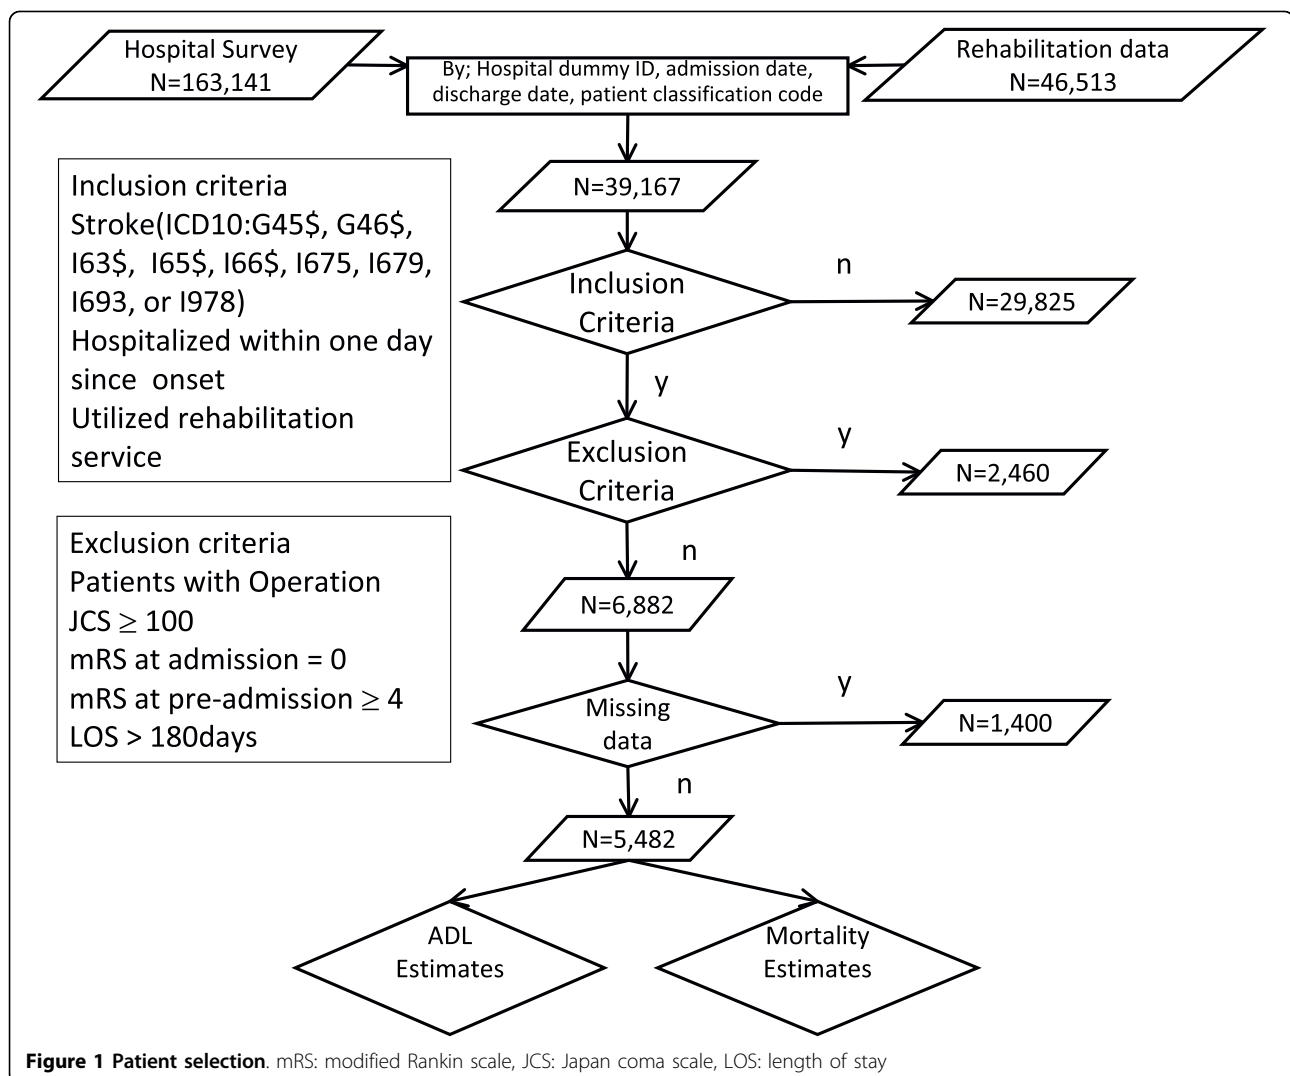 Hospital Survey
N=163,141
By; Hospital dummy ID, admission date,
discharge date, patient classification code
Rehabilitation data
N=46,513
N=39,167
Inclusion criteria
Stroke(ICD10:G45$, G46$,
I63$, I65$, I66$, I675, I679,
I693, or I978)
Hospitalized within one day
since onset
Utilized rehabilitation
service
Inclusion
Criteria
n
N=29,825
y
Exclusion
Criteria
y
N=2,460
n
Exclusion criteria
Patients with Operation
JCS ≥ 100
mRS at admission = 0
mRS at pre-admission ≥ 4
LOS > 180days
N=6,882
Missing
data
y
N=1,400
n
N=5,482
ADL
Estimates
Mortality
Estimates
Figure 1 Patient selection. mRS: modified Rankin scale, JCS: Japan coma scale, LOS: length of stay